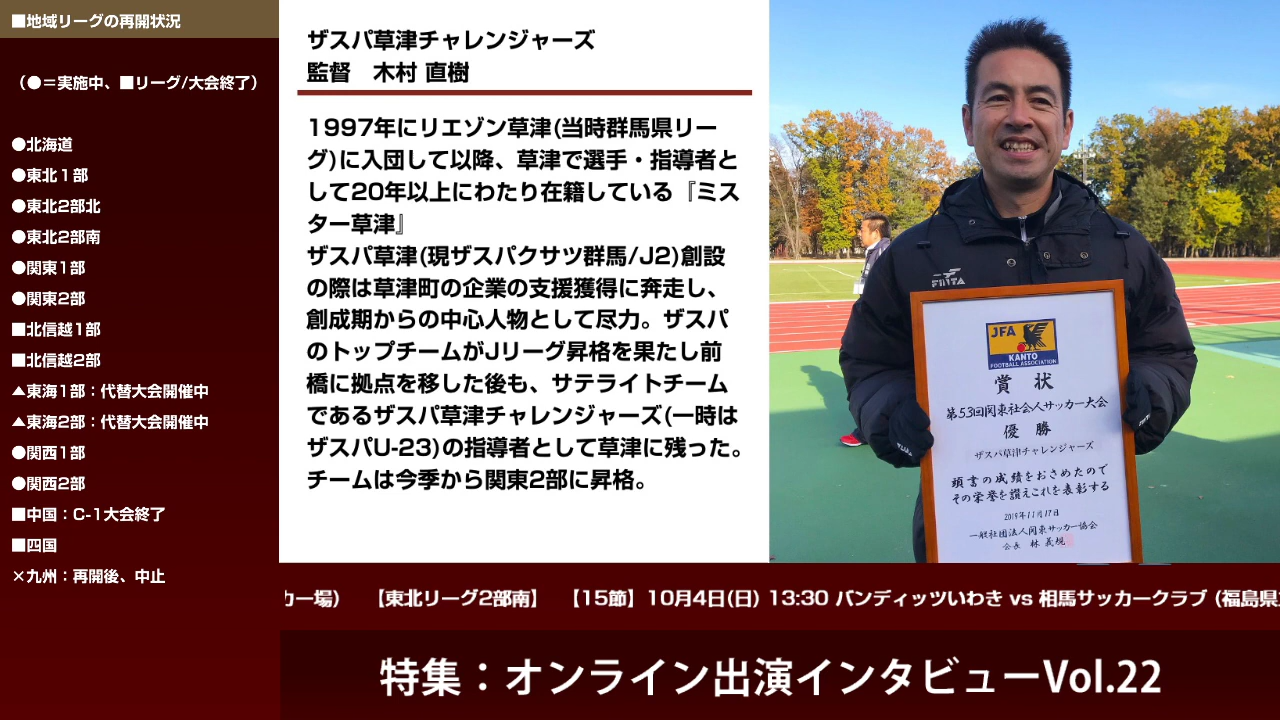 ■地域リーグの再開状況
（●＝実施中、■リーグ/大会終了）
●北海道
●東北１部
●東北2部北
●東北2部南
●関東1部
●関東2部
■北信越1部
■北信越2部
▲東海1部：代替大会開催中
▲東海2部：代替大会開催中
●関西1部
●関西2部
■中国：C-1大会終了
■四国
×九州：再開後、中止
ザスパ草津チャレンジャーズ
監督　木村 直樹
1997年にリエゾン草津(当時群馬県リー
グ)に入団して以降、草津で選手・指導者と
して20年以上にわたり在籍している『ミス
ター草津』
ザスパ草津(現ザスパクサツ群馬/J2)創設
の際は草津町の企業の支援獲得に奔走し、
創成期からの中心人物として尽力。ザスパ
のトップチームがJリーグ昇格を果たし前
橋に拠点を移した後も、サテライトチーム
であるザスパ草津チャレンジャーズ(一時は
ザスパU-23)の指導者として草津に残った。
チームは今季から関東2部に昇格。
FINTA
JFA
KANTO
FOOTBALL ASSOCIATION
賞状
第53回関東社会人サッカー大会
優勝
ザスパ草津チャレンジャーズ
頭書の成績をおさめたので
その栄誉を讃えこれを表彰する
2019年11月17日
一般社団法人関東サッカー協会
会長 林 義規
カー場）　【東北リーグ2部南】　【15節】10月4日(日) 13:30 バンディッツいわき vs 相馬サッカークラブ（福島県
特集：オンライン出演インタビューVol.22